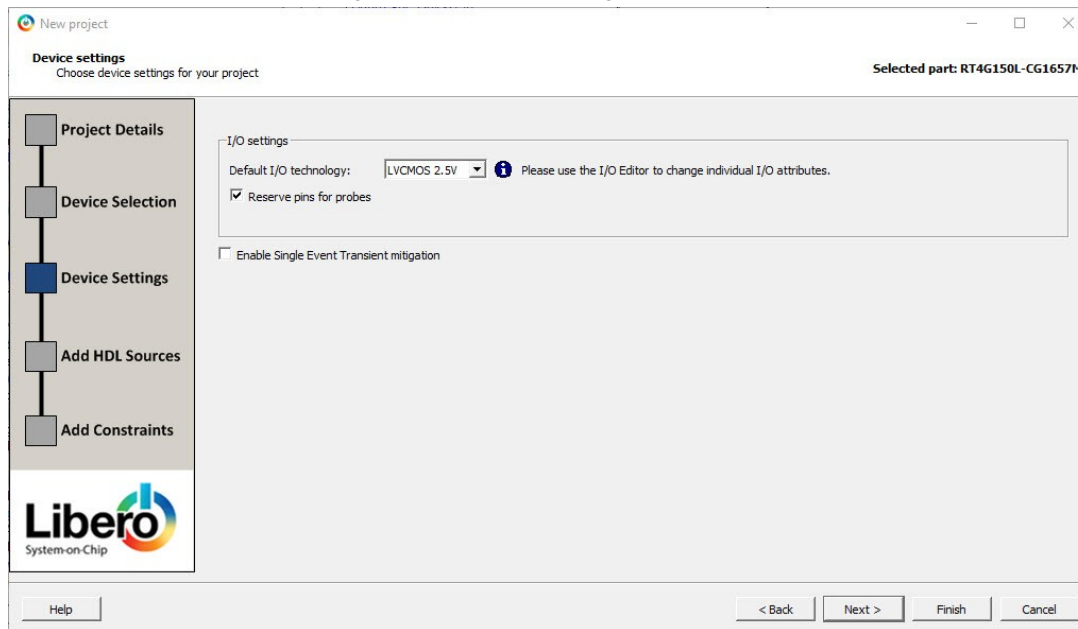 New project
Device settings
Choose device settings for your project
Selected part: RT4G150L-CG1657M
Project Details
Device Selection
Device Settings
Add HDL Sources
Add Constraints
Libero
System-on-Chip
I/O settings
Default I/O technology: LVCMOS 2.5V Please use the I/O Editor to change individual I/O attributes.
Reserve pins for probes
Enable Single Event Transient mitigation
Help < Back Next > Finish Cancel